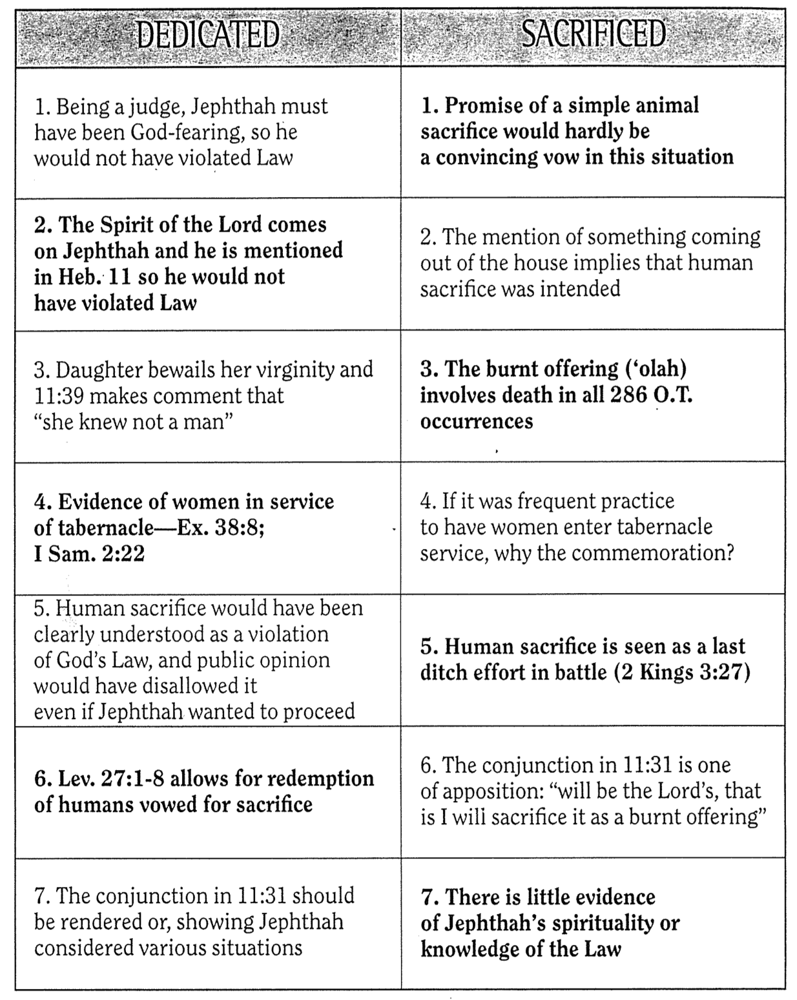 DEDICATED
SACRIFICED
1. Being a judge, Jephthah must
have been God-fearing, so he
would not have violated Law
1. Promise of a simple animal
sacrifice would hardly be
a convincing vow in this situation
2. The Spirit of the Lord comes
on Jephthah and he is mentioned
in Heb. 11 so he would not
have violated Law
2. The mention of something coming
out of the house implies that human
sacrifice was intended
3. Daughter bewails her virginity and
11:39 makes comment that
“she knew not a man”
3. The burnt offering (‘olah)
involves death in all 286 O.T.
occurrences
4. Evidence of women in service
of tabernacle—Ex. 38:8;
I Sam. 2:22
4. If it was frequent practice
to have women enter tabernacle
service, why the commemoration?
5. Human sacrifice would have been
clearly understood as a violation
of God’s Law, and public opinion
would have disallowed it
even if Jephthah wanted to proceed
5. Human sacrifice is seen as a last
ditch effort in battle (2 Kings 3:27)
6. Lev. 27:1-8 allows for redemption
of humans vowed for sacrifice
6. The conjunction in 11:31 is one
of apposition: “will be the Lord’s, that
is I will sacrifice it as a burnt offering”
7. The conjunction in 11:31 should
be rendered or, showing Jephthah
considered various situations
7. There is little evidence
of Jephthah’s spirituality or
knowledge of the Law